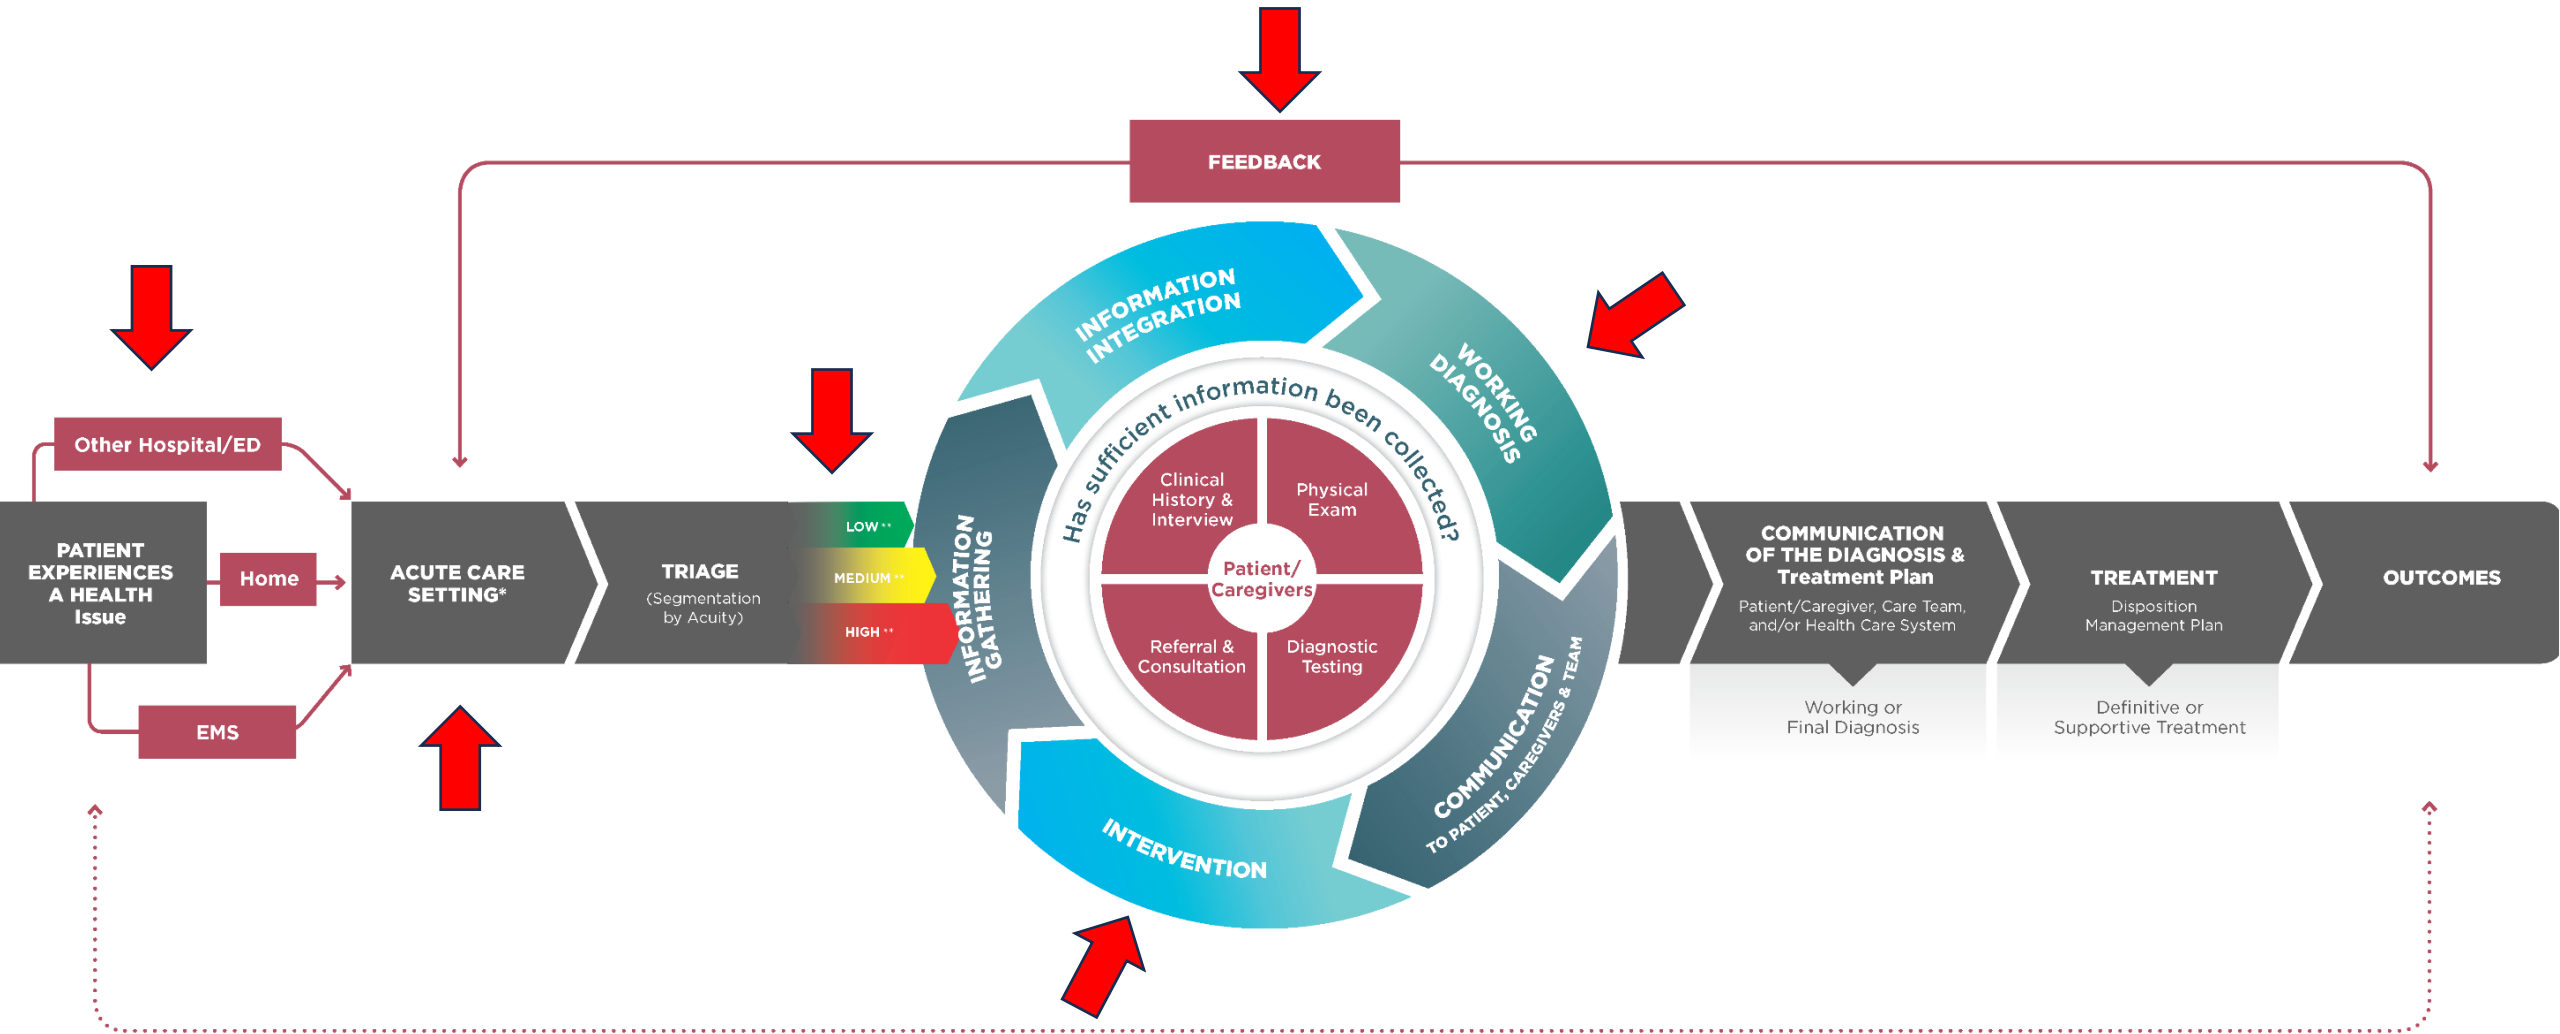 FEEDBACK
Other Hospital/ED
PATIENT
EXPERIENCES
A HEALTH
Issue
Home
EMS
ACUTE CARE
SETTING*
TRIAGE
(Segmentation
by Acuity)
LOW **
MEDIUM **
HIGH **
INFORMATION
GATHERING
INFORMATION
INTEGRATION
WORKING
DIAGNOSIS
COMMUNICATION
TO PATIENT, CAREGIVERS & TEAM
INTERVENTION
Has sufficient information been collected?
Clinical
History &
Interview
Physical
Exam
Patient/
Caregivers
Referral &
Consultation
Diagnostic
Testing
COMMUNICATION
OF THE DIAGNOSIS &
Treatment Plan
Patient/Caregiver, Care Team,
and/or Health Care System
Working or
Final Diagnosis
TREATMENT
Disposition
Management Plan
Definitive or
Supportive Treatment
OUTCOMES